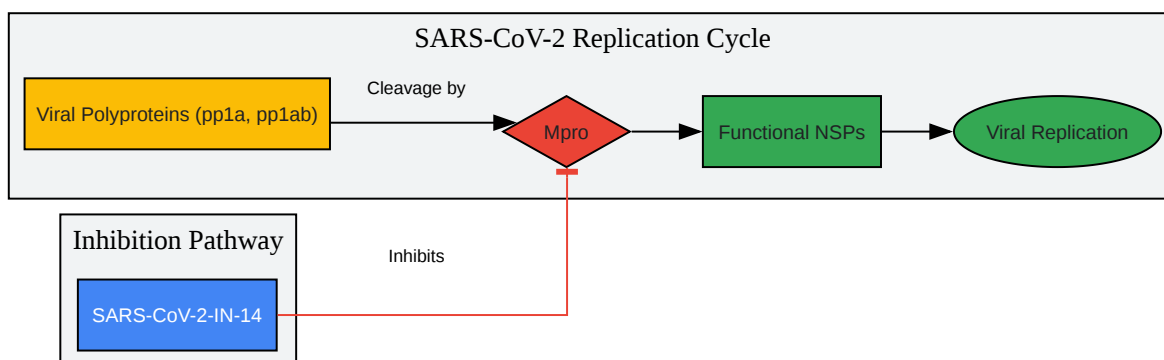 SARS-CoV-2 Replication Cycle
Cleavage by
Viral Polyproteins (pp1a, pp1ab)
Mpro
Functional NSPs
Viral Replication
Inhibition Pathway
Inhibits
SARS-CoV-2-IN-14